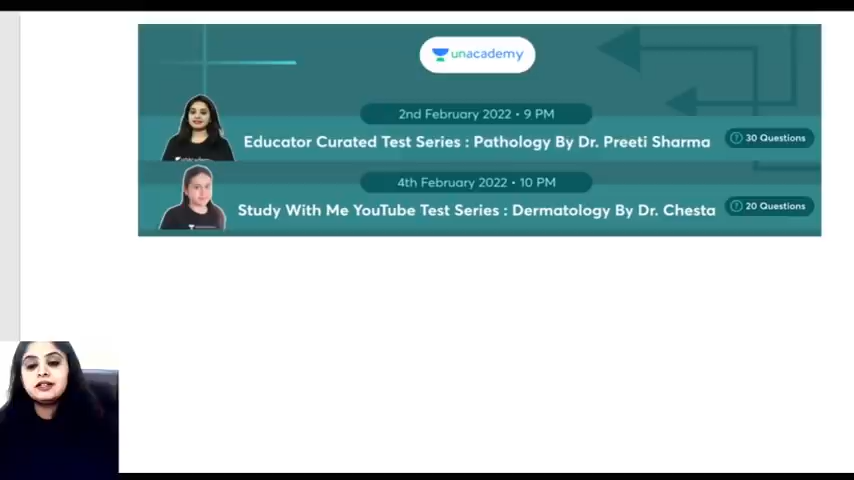 unacademy
2nd February 2022 • 9 PM
Educator Curated Test Series : Pathology By Dr. Preeti Sharma
30 Questions
4th February 2022 • 10 PM
Study With Me YouTube Test Series : Dermatology By Dr. Chesta
20 Questions